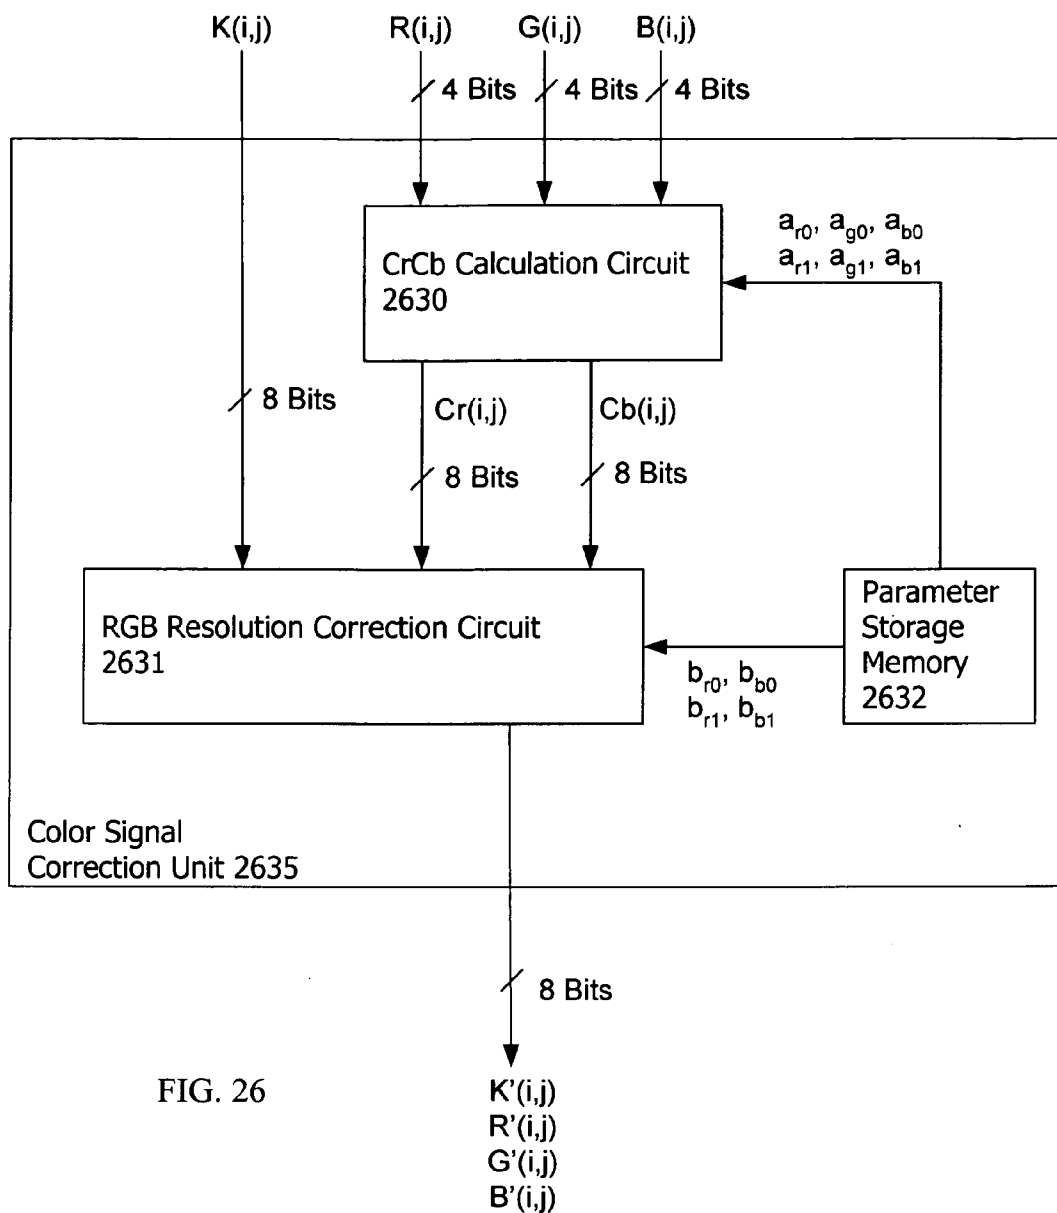 K(i,j) R(i,j) G(i,j) B(i,j)
4 Bits 4 Bits 4 Bits
CrCb Calculation Circuit
2630
a_r0, a_g0, a_b0
a_r1, a_g1, a_b1
8 Bits
Cr(i,j) Cb(i,j)
8 Bits 8 Bits
RGB Resolution Correction Circuit
2631
Parameter
Storage
Memory
2632
b_r0, b_b0
b_r1, b_b1
Color Signal
Correction Unit 2635
8 Bits
FIG. 26
K'(i,j)
R'(i,j)
G'(i,j)
B'(i,j)